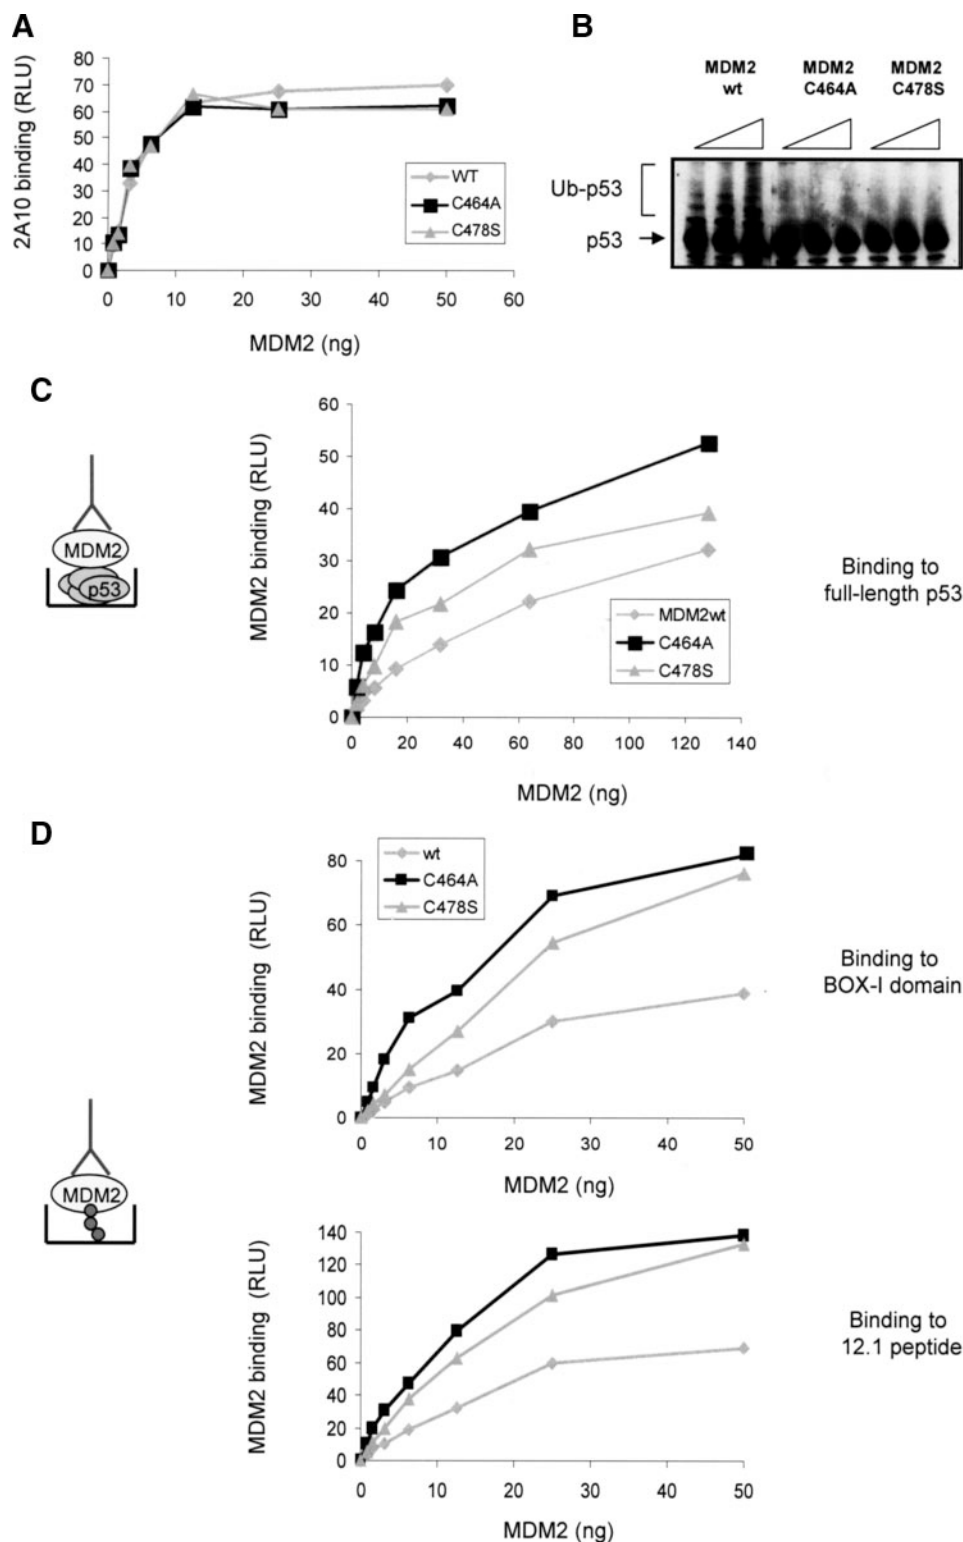 A
80
70
60
50
40
30
20
10
0
0 10 20 30 40 50 60
2A10 binding (RLU)
MDM2 (ng)
WT
C464A
C478S
B
MDM2 MDM2 MDM2
wt C464A C478S
Ub-p53
p53
C
MDM2
p53
60
50
40
30
20
10
0
0 20 40 60 80 100 120 140
MDM2 binding (RLU)
MDM2 (ng)
MDM2wt
C464A
C478S
Binding to
full-length p53
D
wt
C464A
C478S
80
60
40
20
0
0 10 20 30 40 50
MDM2 binding (RLU)
MDM2 (ng)
Binding to
BOX-I domain
MDM2
140
120
100
80
60
40
20
0
0 10 20 30 40 50
MDM2 binding (RLU)
MDM2 (ng)
Binding to
12.1 peptide